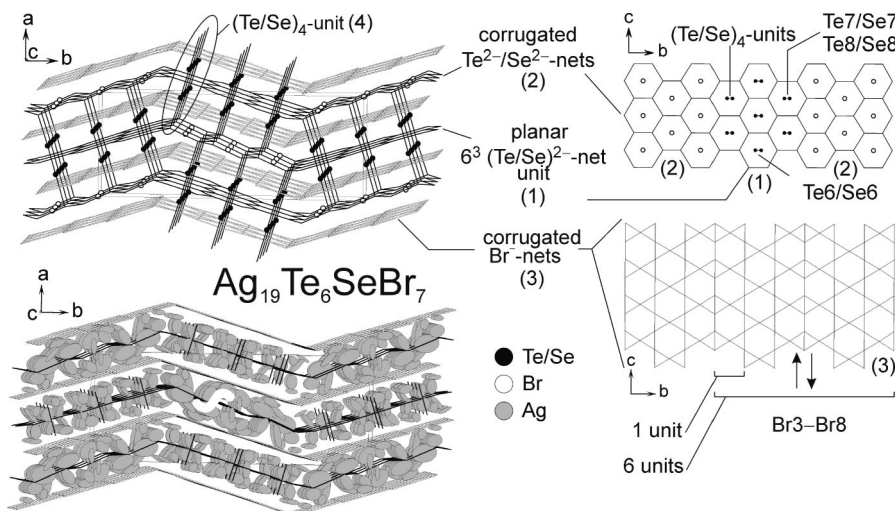 a
c b
(Te/Se)₄-unit (4)
corrugated
Te²⁻/Se²⁻-nets
(2)
planar
6³ (Te/Se)²⁻-net
unit
(1)
corrugated
Br⁻-nets
(3)
c
b
(Te/Se)₄-units
Te7/Se7
Te8/Se8
(2)
(1)
(2)
Te6/Se6
Ag₁₉Te₆SeBr₇
a
c b
Te/Se
Br
Ag
(3)
c
b
1 unit
6 units
Br3–Br8